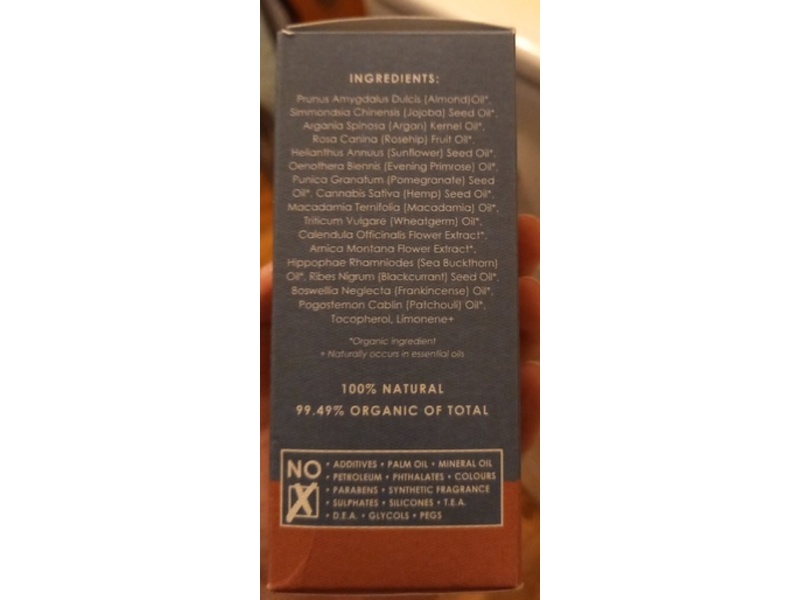 INGREDIENTS:
Prunus Amygdalus Dulcis (Almond)Oil*,
Simmondsia Chinensis (Jojoba) Seed Oil*,
Argania Spinosa (Argan) Kernel Oil*,
Rosa Canina (Rosehip) Fruit Oil*,
Helianthus Annuus (Sunflower) Seed Oil*,
Oenothera Biennis (Evening Primrose) Oil*,
Punica Granatum (Pomegranate) Seed
Oil*, Cannabis Sativa (Hemp) Seed Oil*,
Macadamia Ternifolia (Macadamia) Oil*,
Triticum Vulgare (Wheatgerm) Oil*,
Calendula Officinalis Flower Extract*,
Arnica Montana Flower Extract*,
Hippophae Rhamniodes (Sea Buckthorn)
Oil*, Ribes Nigrum (Blackcurrant) Seed Oil*,
Boswellia Neglecta (Frankincense) Oil*,
Pogostemon Cablin (Patchouli) Oil*,
Tocopherol, Limonene+
*Organic ingredient
+ Naturally occurs in essential oils
100% NATURAL
99.49% ORGANIC OF TOTAL
NO
X
• ADDITIVES • PALM OIL • MINERAL OIL
• PETROLEUM • PHTHALATES • COLOURS
• PARABENS • SYNTHETIC FRAGRANCE
• SULPHATES • SILICONES • T.E.A.
• D.E.A. • GLYCOLS • PEGS